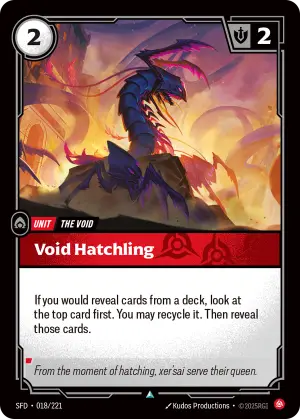 2
2
UNIT THE VOID
Void Hatchling
If you would reveal cards from a deck, look at
the top card first. You may recycle it. Then reveal
those cards.
From the moment of hatching, xer'sai serve their queen.
SFD • 018/221
Kudos Productions • ©2025RGI